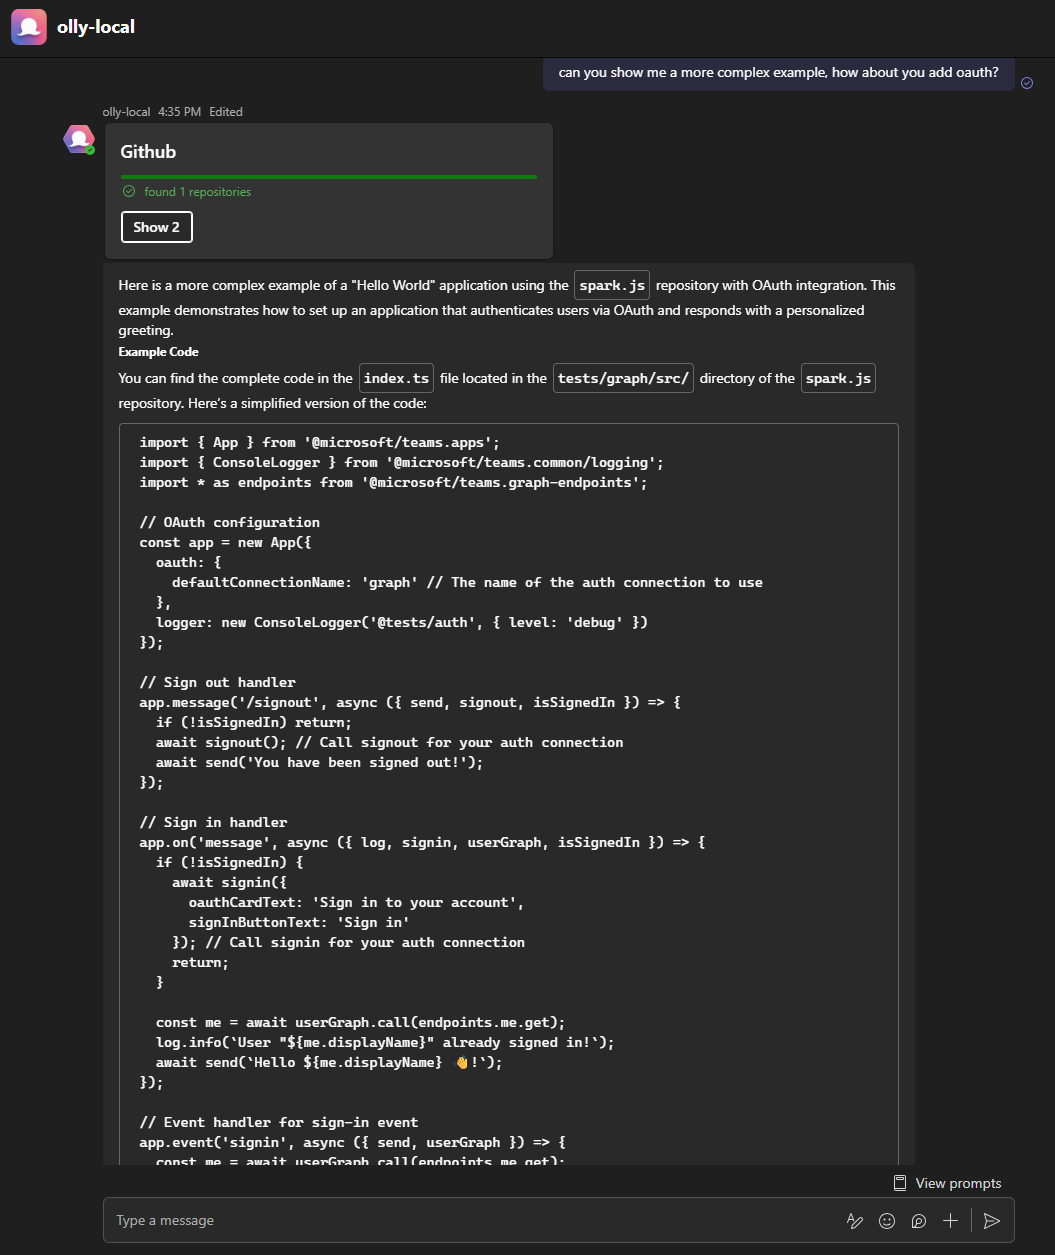 olly-local
can you show me a more complex example, how about you add oauth?
olly-local 4:35 PM Edited
Github
found 1 repositories
Show 2
Here is a more complex example of a "Hello World" application using the spark.js repository with OAuth integration. This
example demonstrates how to set up an application that authenticates users via OAuth and responds with a personalized
greeting.
Example Code
You can find the complete code in the index.ts file located in the tests/graph/src/ directory of the spark.js
repository. Here's a simplified version of the code:
import { App } from '@microsoft/teams.apps';
import { ConsoleLogger } from '@microsoft/teams.common/logging';
import * as endpoints from '@microsoft/teams.graph-endpoints';
// OAuth configuration
const app = new App({
  oauth: {
    defaultConnectionName: 'graph' // The name of the auth connection to use
  },
  logger: new ConsoleLogger('@tests/auth', { level: 'debug' })
});
// Sign out handler
app.message('/signout', async ({ send, signout, isSignedIn }) => {
  if (!isSignedIn) return;
  await signout(); // Call signout for your auth connection
  await send('You have been signed out!');
});
// Sign in handler
app.on('message', async ({ log, signin, userGraph, isSignedIn }) => {
  if (!isSignedIn) {
    await signin({
      oauthCardText: 'Sign in to your account',
      signInButtonText: 'Sign in'
    }); // Call signin for your auth connection
    return;
  }
  const me = await userGraph.call(endpoints.me.get);
  log.info(`User "${me.displayName}" already signed in!`);
  await send(`Hello ${me.displayName} 👋!`);
});
// Event handler for sign-in event
app.event('signin', async ({ send, userGraph }) => {
  const me = await userGraph.call(endpoints.me.get);
View prompts
Type a message